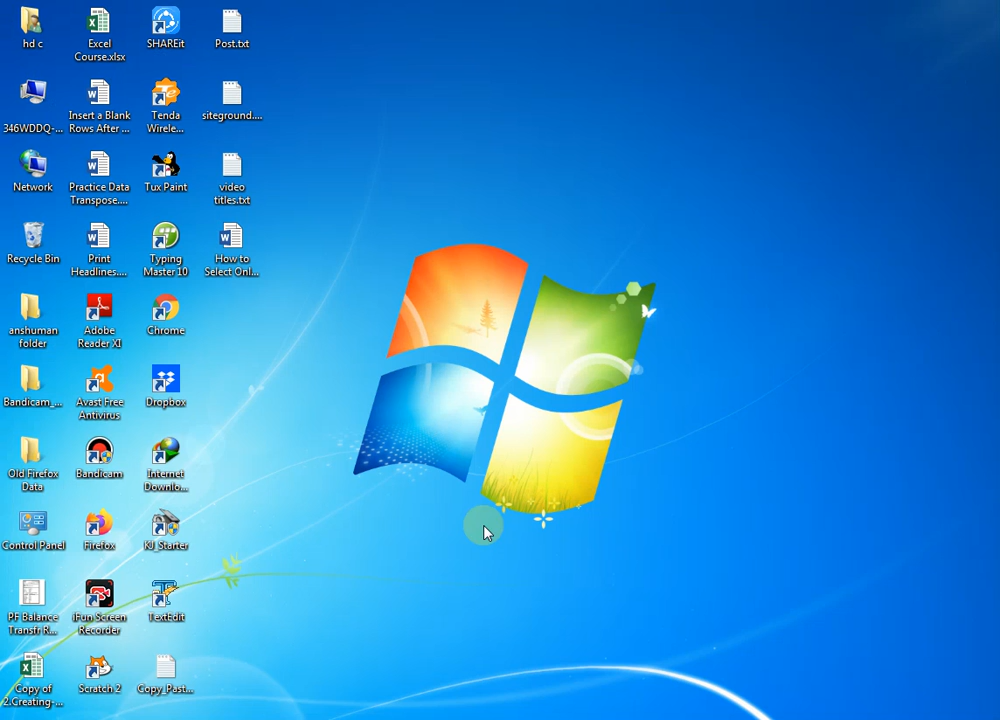 hd c
346WDDQ-...
Network
Recycle Bin
anshuman
folder
Bandicam_...
Old Firefox
Data
Control Panel
PF Balance
Transfr R...
Copy of
2.Creating-...
Excel
Course.xlsx
Insert a Blank
Rows After ...
Practice Data
Transpose....
Print
Headlines....
Adobe
Reader XI
Avast Free
Antivirus
Bandicam
Firefox
iFun Screen
Recorder
Scratch 2
SHAREit
Tenda
Wirele...
Tux Paint
Typing
Master 10
Chrome
Dropbox
Internet
Downlo...
KJ_Starter
TextEdit
Copy_Past...
Post.txt
siteground....
video
titles.txt
How to
Select Onl...